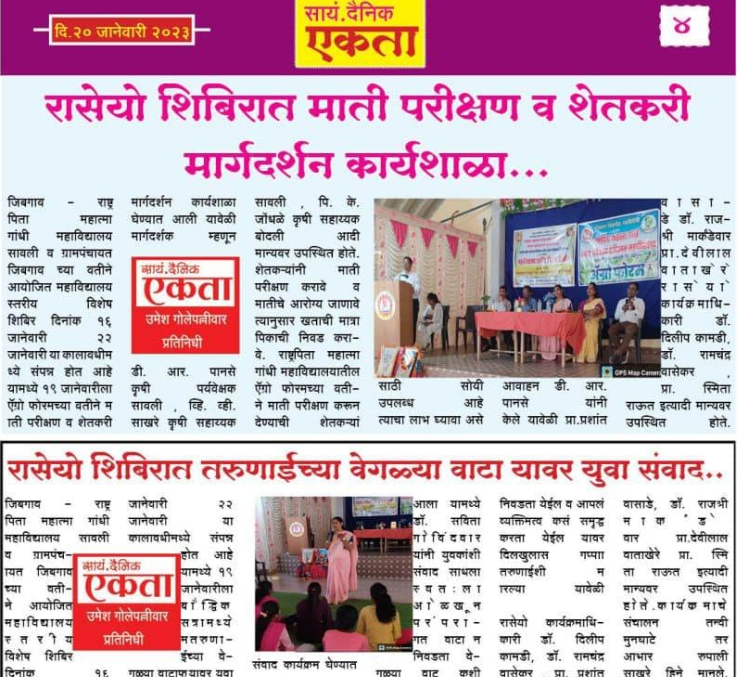 दि.२० जानेवारी २०२३
सायं.दैनिक
एकता
४
रासेयो शिबिरात माती परीक्षण व शेतकरी
मार्गदर्शन कार्यशाळा...
जिबगाव - राष्ट्र
पिता महात्मा
गांधी महाविद्यालय
सावली व ग्रामपंचायत
जिबगाव च्या वतीने
आयोजित महाविद्यालय
स्तरीय विशेष
शिबिर दिनांक १६
जानेवारी २२
जानेवारी या कालावधीम
ध्ये संपन्न होत आहे
यामध्ये १९ जानेवारीला
ऍग्रो फोरमच्या वतीने म
ाती परीक्षण व शेतकरी
मार्गदर्शन कार्यशाळा
घेण्यात आली यावेळी
मार्गदर्शक म्हणून
सायं.दैनिक
एकता
उमेश गोलेपल्लीवार
प्रतिनिधी
डी. आर. पानसे
कृषी पर्यवेक्षक
सावली , व्हि. व्ही.
साखरे कृषी सहाय्यक
सावली , पि. के.
जोंधळे कृषी सहाय्यक
बोदली आदी
मान्यवर उपस्थित होते.
शेतकऱ्यांनी माती
परीक्षण करावे व
मातीचे आरोग्य जाणावे
त्यानुसार खताची मात्रा
पिकाची निवड करा-
वे. राष्ट्रपिता महात्मा
गांधी महाविद्यालयातील
ऍग्रो फोरमच्या वती-
ने माती परीक्षण करून
देण्याची शेतकऱ्यां
अ‍ॅग्रो फोरम
GPS Map Camera
साठी सोयी
उपलब्ध आहे
त्याचा लाभ घ्यावा असे
आवाहन डी. आर.
पानसे यांनी
केले यावेळी प्रा.प्रशांत
वासा-
डे डॉ. राज-
श्री मार्कंडेवार
प्रा.देवीलाल
वाताखेरे
रासेयो
कार्यक्रमाधि-
कारी डॉ.
दिलीप कामडी,
डॉ. रामचंद्र
वासेकर ,
प्रा. स्मिता
राऊत इत्यादी मान्यवर
उपस्थित होते.
रासेयो शिबिरात तरुणाईच्या वेगळ्या वाटा यावर युवा संवाद..
जिबगाव - राष्ट्र
पिता महात्मा गांधी
महाविद्यालय सावली
व ग्रामपंच-
ायत जिबगाव
च्या वती-
ने आयोजित
महाविद्यालय
स्तरीय
विशेष शिबिर
दिनांक १६
जानेवारी २२
जानेवारी या
कालावधीमध्ये संपन्न
होत आहे
यामध्ये १९
जानेवारीला
बौद्धिक
सत्रामध्ये
मतरुणा-
ईच्या वे-
गळ्या वाटाफयावर युवा
सायं.दैनिक
एकता
उमेश गोलेपल्लीवार
प्रतिनिधी
संवाद कार्यक्रम घेण्यात
आला यामध्ये
डॉ. सविता
गोविंदवार
यांनी युवकांशी
संवाद साधला
स्वतःला
ओळखून
परंपरा-
गत वाटा न
निवडता वे-
गळ्या वाट कशी
निवडता येईल व आपलं
व्यक्तिमत्व कसं समृद्ध
करता येईल यावर
दिलखुलास गप्पाा
तरुणाईशी म
ारल्या यावेळी
रासेयो कार्यक्रमाधि-
कारी डॉ. दिलीप
कामडी, डॉ. रामचंद्र
वासेकर , प्रा. प्रशांत
वासाडे, डॉ. राजश्री
मार्कंडे
वार प्रा.देवीलाल
वाताखेरे प्रा. स्मि
ता राऊत इत्यादी
मान्यवर उपस्थित
होते.कार्यक्रमाचे
संचालन तन्वी
मुनघाटे तर
आभार रुपाली
साखरे हिने मानले.